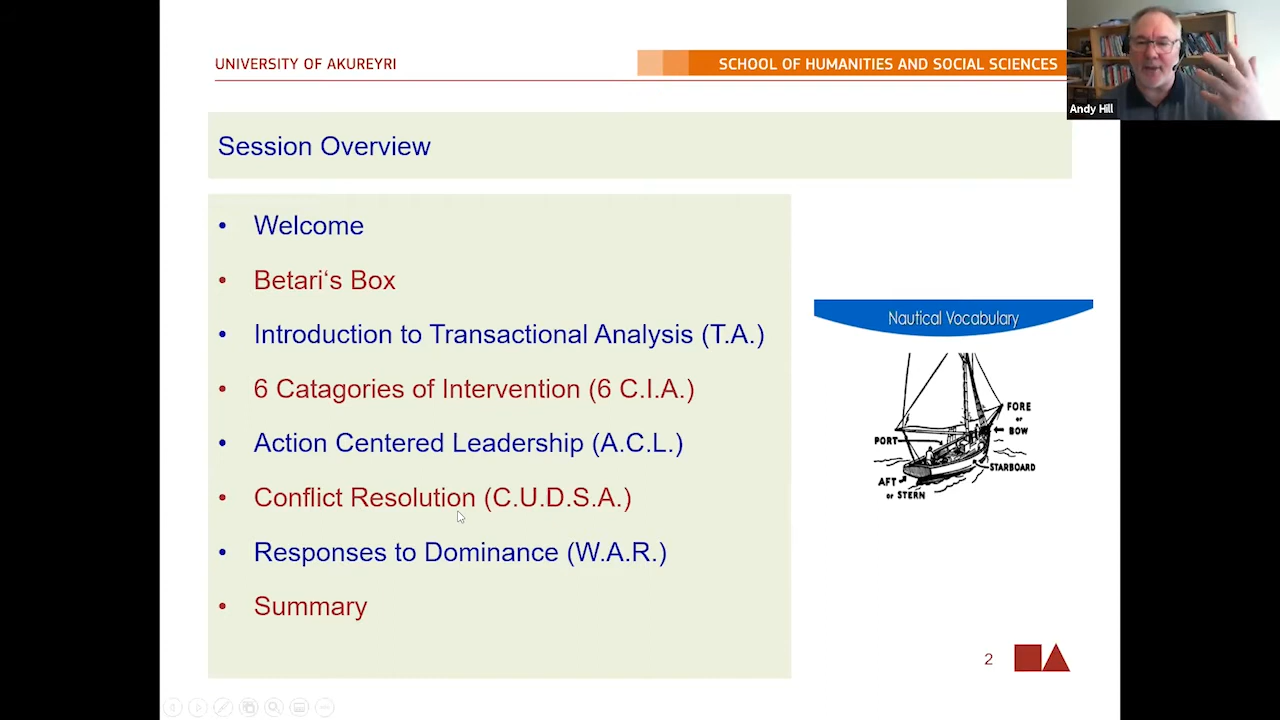 UNIVERSITY OF AKUREYRI
SCHOOL OF HUMANITIES AND SOCIAL SCIENCES
Andy Hill
Session Overview
• Welcome
• Betari‘s Box
• Introduction to Transactional Analysis (T.A.)
• 6 Catagories of Intervention (6 C.I.A.)
• Action Centered Leadership (A.C.L.)
• Conflict Resolution (C.U.D.S.A.)
• Responses to Dominance (W.A.R.)
• Summary
Nautical Vocabulary
FORE
or
BOW
PORT
STARBOARD
AFT
or STERN
2